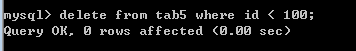 mysql> delete from tab5 where id < 100;
Query OK, 0 rows affected (0.00 sec)